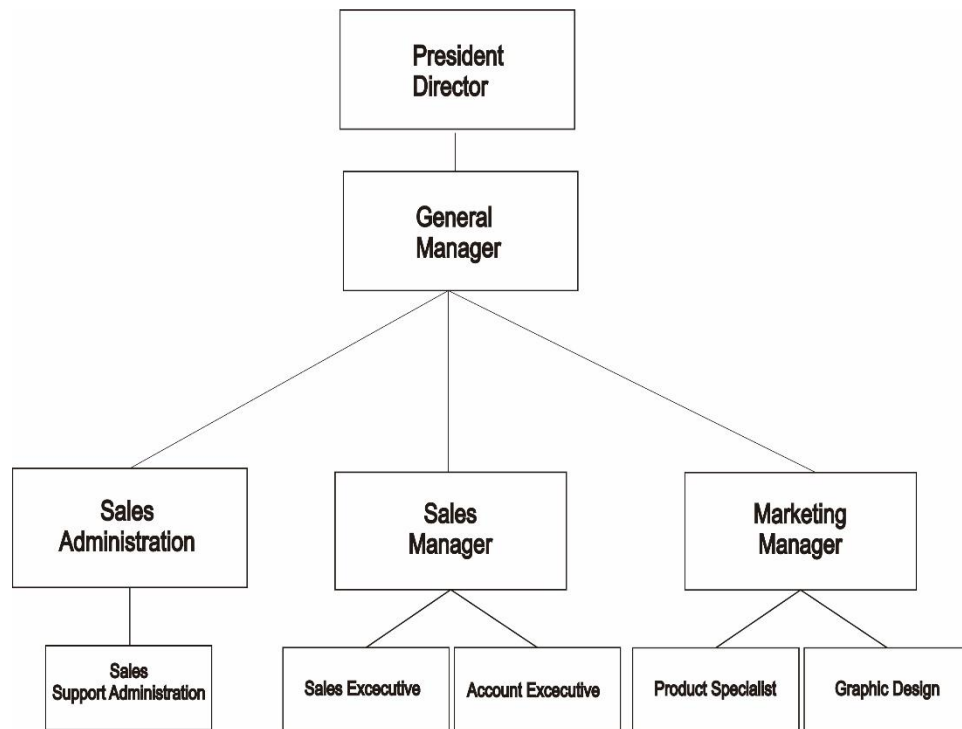 President
Director
General
Manager
Sales
Administration
Sales
Manager
Marketing
Manager
Sales
Support Administration
Sales Excecutive
Account Excecutive
Product Specialist
Graphic Design